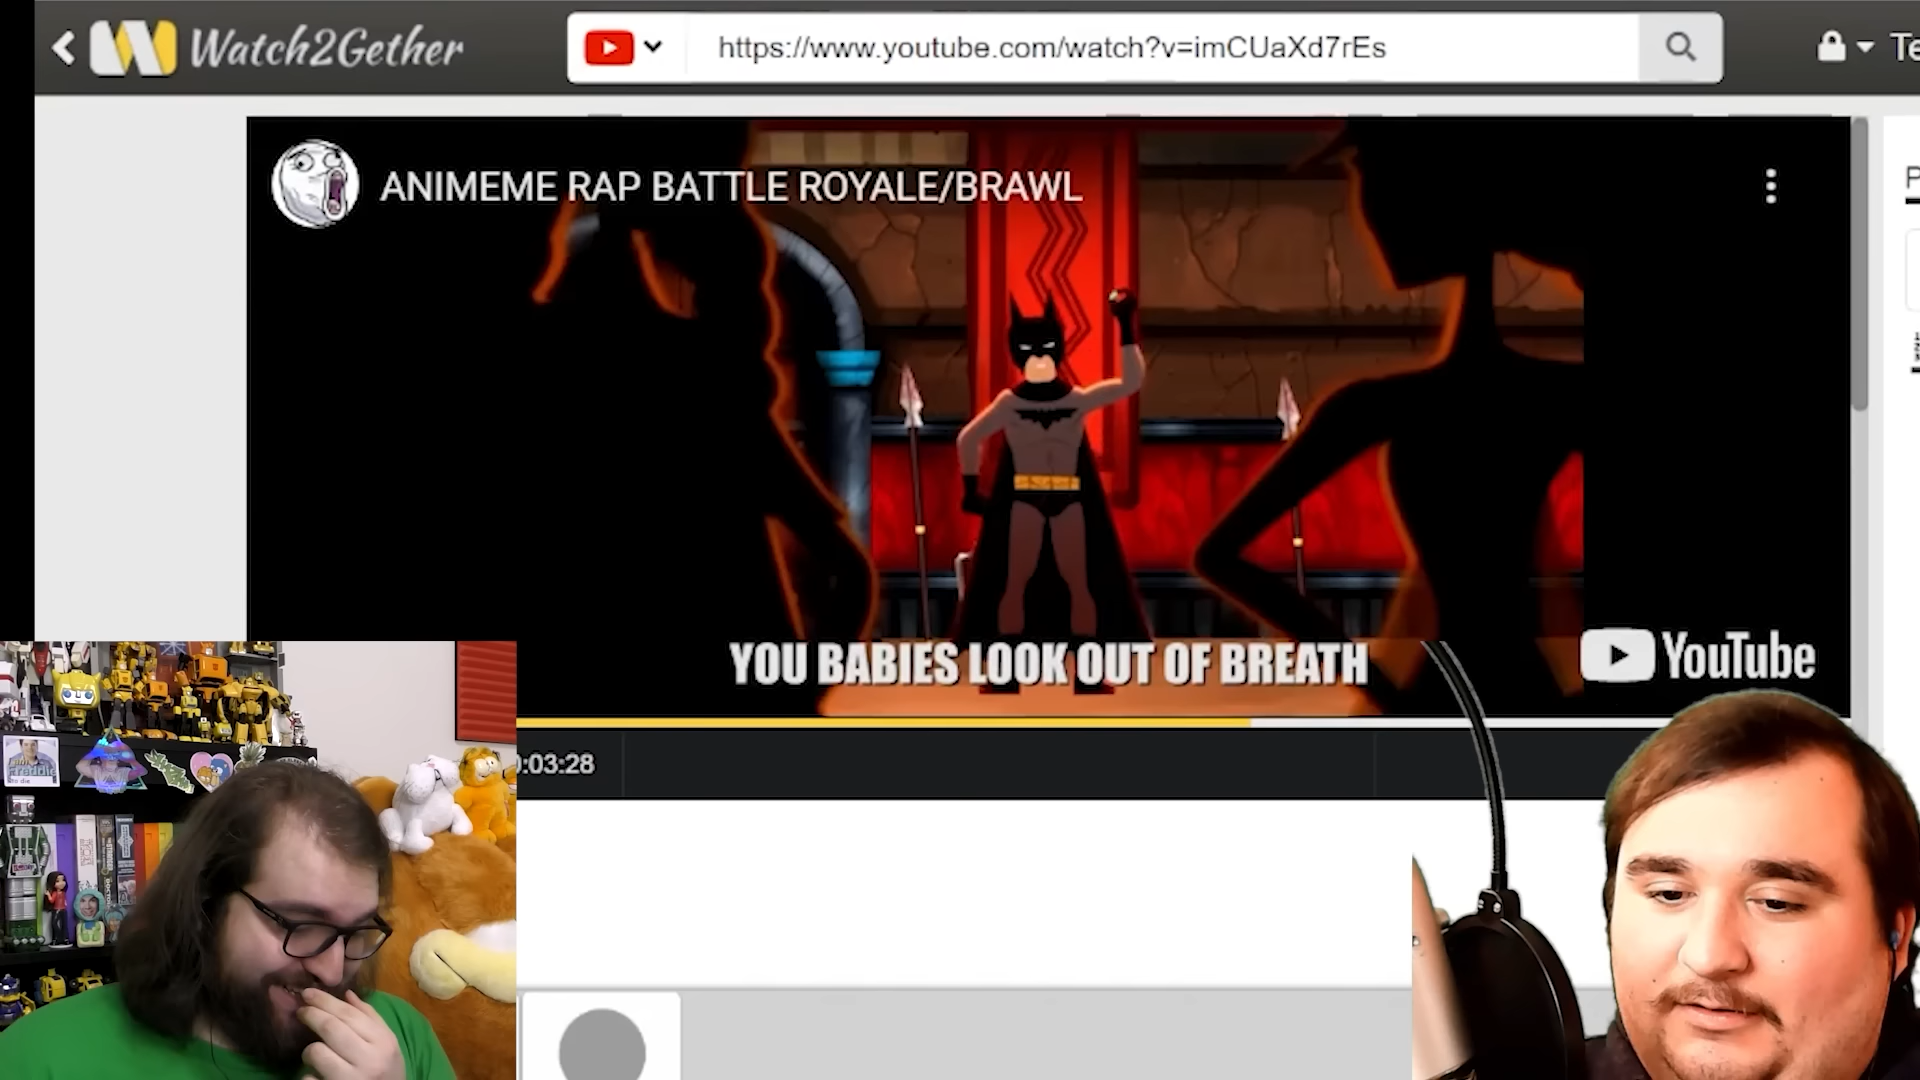 Watch2Gether
https://www.youtube.com/watch?v=imCUaXd7rEs
Te
ANIMEME RAP BATTLE ROYALE/BRAWL
P
YOU BABIES LOOK OUT OF BREATH
YouTube
:03:28